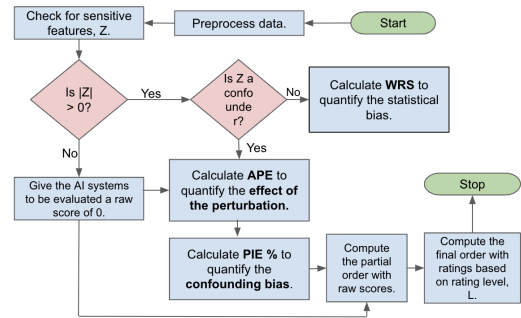 Start
Preprocess data.
Check for sensitive
features, Z.
Is |Z|
> 0?
Yes
Is Z a
confo
unde
r?
No
Calculate WRS to
quantify the statistical
bias.
No
Yes
Give the AI systems
to be evaluated a raw
score of 0.
Calculate APE to
quantify the effect of
the perturbation.
Calculate PIE % to
quantify the
confounding bias.
Compute
the partial
order with
raw scores.
Compute the
final order with
ratings based
on rating level,
L.
Stop